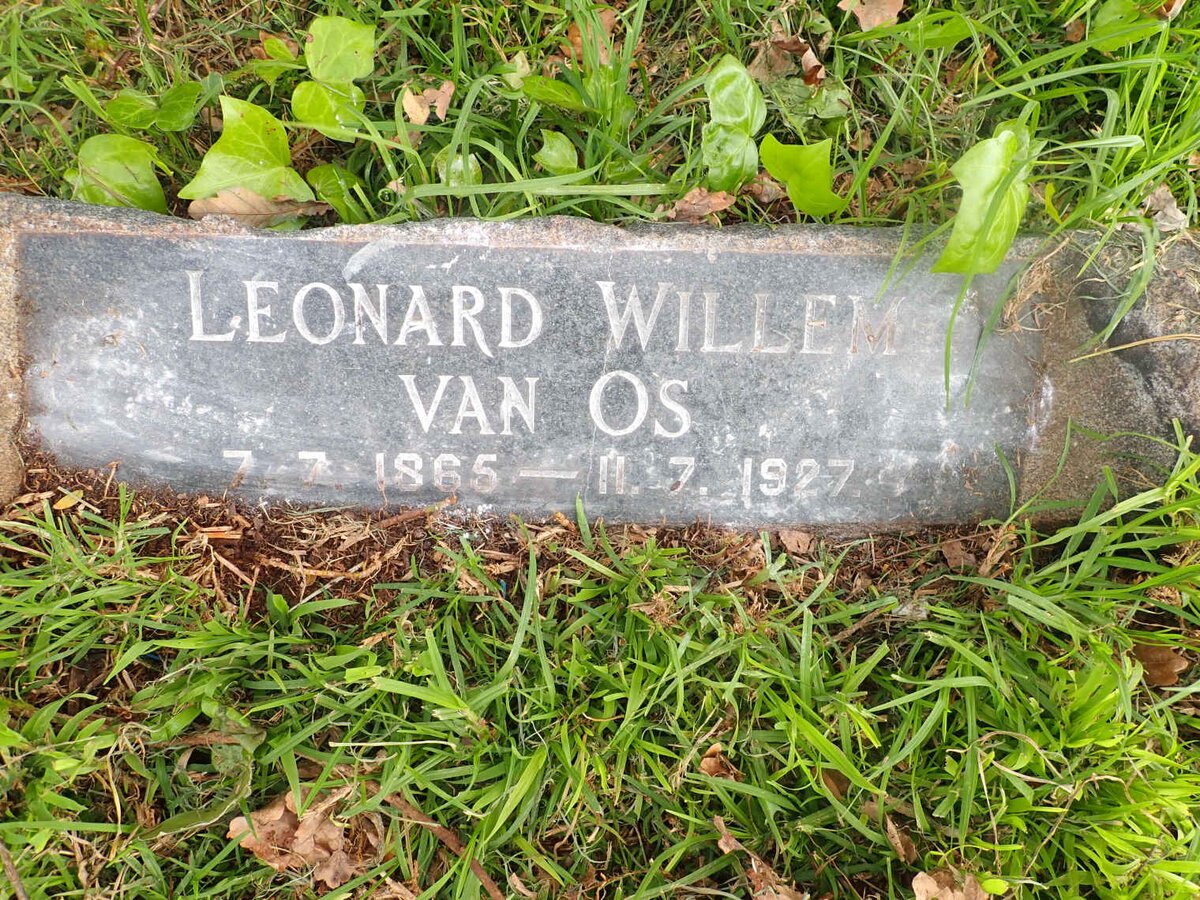 LEONARD WILLEM
VAN OS
7. 7. 1865 — 11. 7. 1927